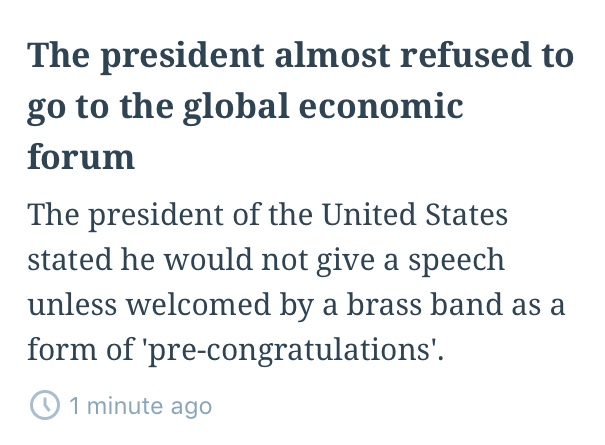 The president almost refused to
go to the global economic
forum
The president of the United States
stated he would not give a speech
unless welcomed by a brass band as a
form of 'pre-congratulations'.
1 minute ago